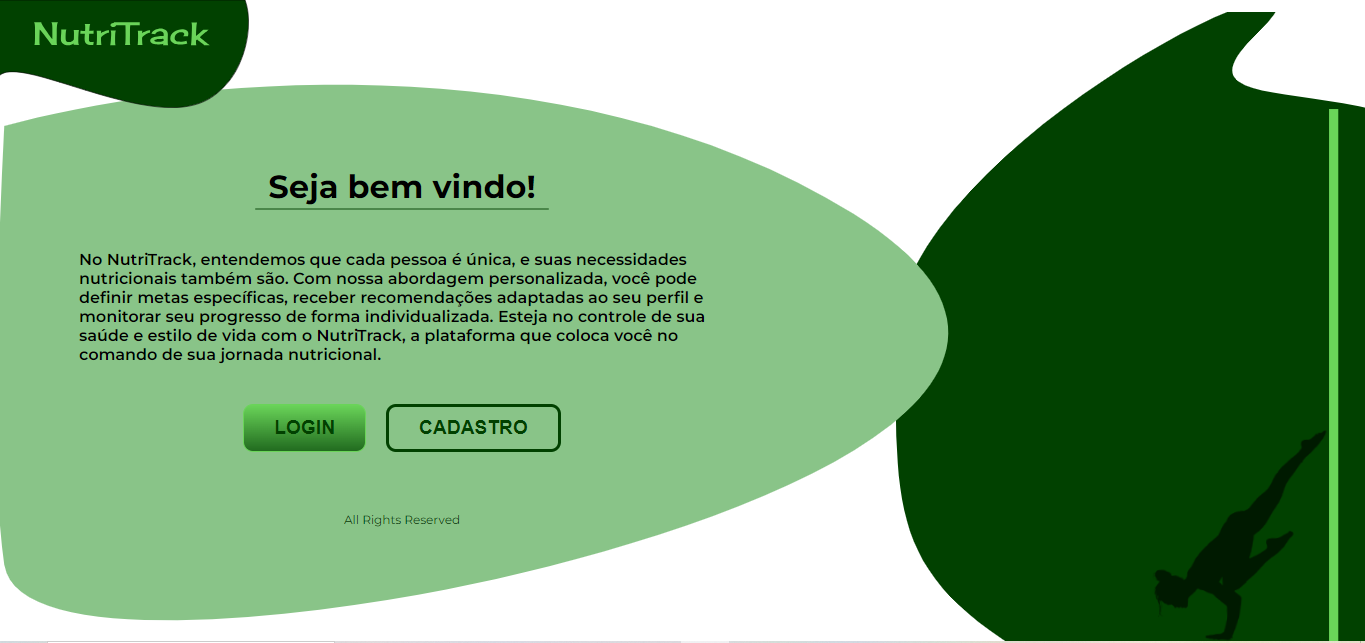 NutriTrack
Seja bem vindo!
No NutriTrack, entendemos que cada pessoa é única, e suas necessidades
nutricionais também são. Com nossa abordagem personalizada, você pode
definir metas específicas, receber recomendações adaptadas ao seu perfil e
monitorar seu progresso de forma individualizada. Esteja no controle de sua
saúde e estilo de vida com o NutriTrack, a plataforma que coloca você no
comando de sua jornada nutricional.
LOGIN
CADASTRO
All Rights Reserved